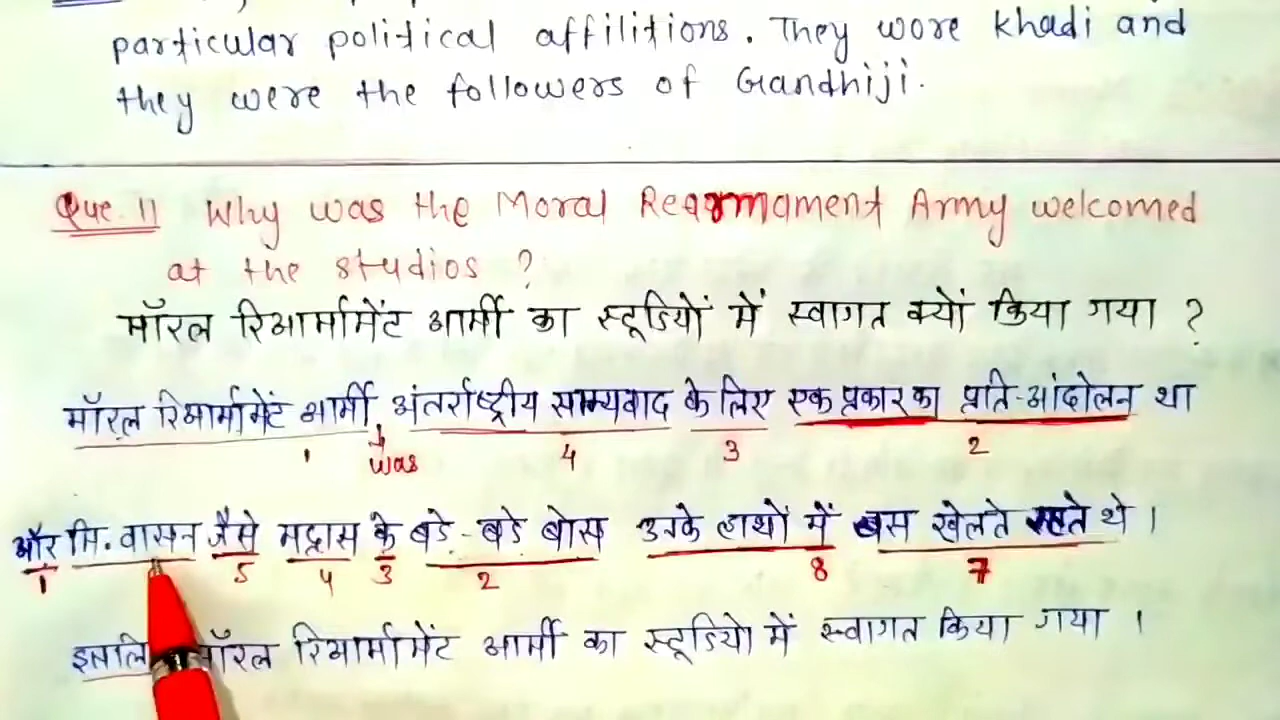 particular political affilitions. They wore khadi and
they were the followers of Gandhiji.
Que. 11 Why was the Moral Rearmament Army welcomed
at the studios ?
मॉरल रिआर्मामेंट आर्मी का स्टूडियों में स्वागत क्यों किया गया ?
मॉरल रिआर्मामेंट आर्मी अंतर्राष्ट्रीय साम्यवाद के लिए एक प्रकार का प्रति-आंदोलन था
1 was 4 3 2
और मि. वासन जैसे मद्रास के बडे-बडे बोस उनके हाथों में बस खेलते रहते थे ।
1 5 4 3 2 8 7
मॉरल रिआर्मामेंट आर्मी का स्टूडियो में स्वागत किया गया ।